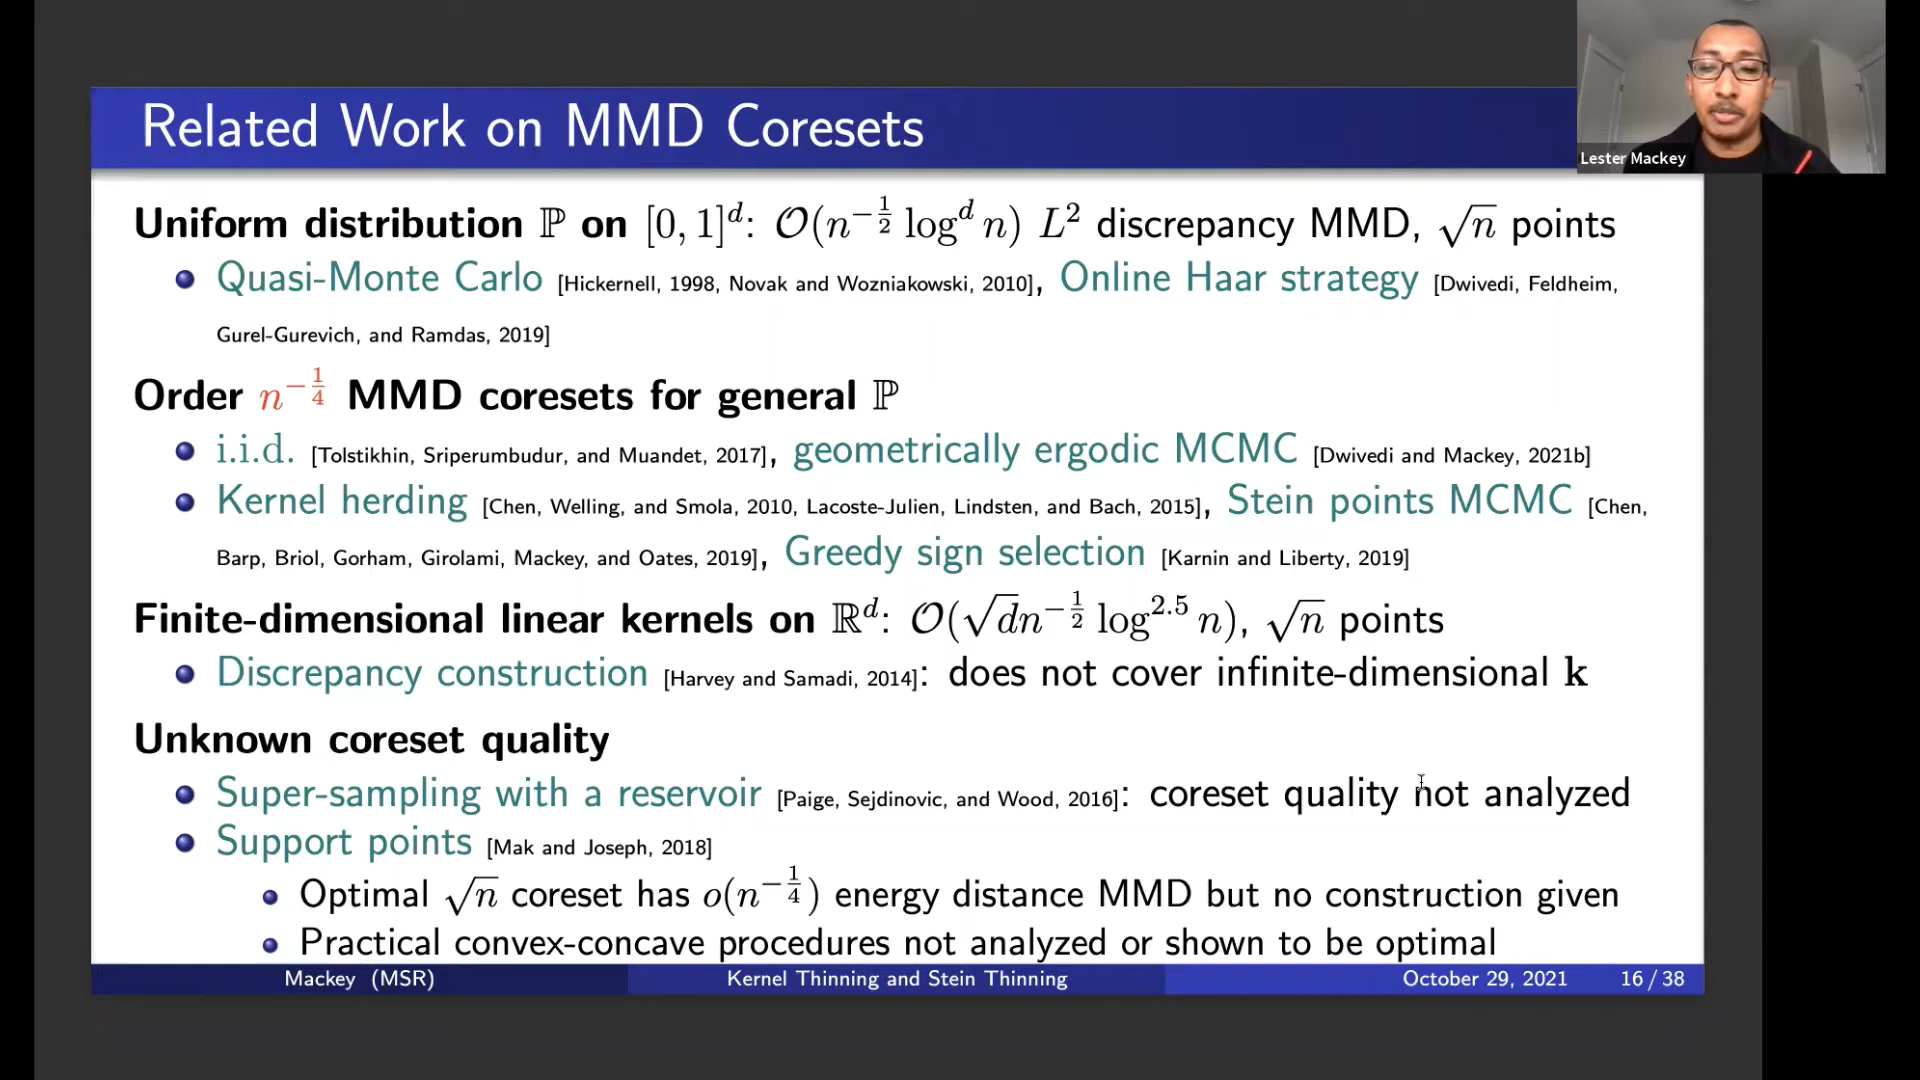 Related Work on MMD Coresets
Lester Mackey
Uniform distribution ℙ on [0, 1]^d: 𝒪(n^{-1/2} log^d n) L^2 discrepancy MMD, √n points
Quasi-Monte Carlo [Hickernell, 1998, Novak and Wozniakowski, 2010], Online Haar strategy [Dwivedi, Feldheim,
Gurel-Gurevich, and Ramdas, 2019]
Order n^{-1/4} MMD coresets for general ℙ
i.i.d. [Tolstikhin, Sriperumbudur, and Muandet, 2017], geometrically ergodic MCMC [Dwivedi and Mackey, 2021b]
Kernel herding [Chen, Welling, and Smola, 2010, Lacoste-Julien, Lindsten, and Bach, 2015], Stein points MCMC [Chen,
Barp, Briol, Gorham, Girolami, Mackey, and Oates, 2019], Greedy sign selection [Karnin and Liberty, 2019]
Finite-dimensional linear kernels on ℝ^d: 𝒪(√d n^{-1/2} log^{2.5} n), √n points
Discrepancy construction [Harvey and Samadi, 2014]: does not cover infinite-dimensional k
Unknown coreset quality
Super-sampling with a reservoir [Paige, Sejdinovic, and Wood, 2016]: coreset quality not analyzed
Support points [Mak and Joseph, 2018]
Optimal √n coreset has o(n^{-1/4}) energy distance MMD but no construction given
Practical convex-concave procedures not analyzed or shown to be optimal
Mackey (MSR) Kernel Thinning and Stein Thinning October 29, 2021 16 / 38